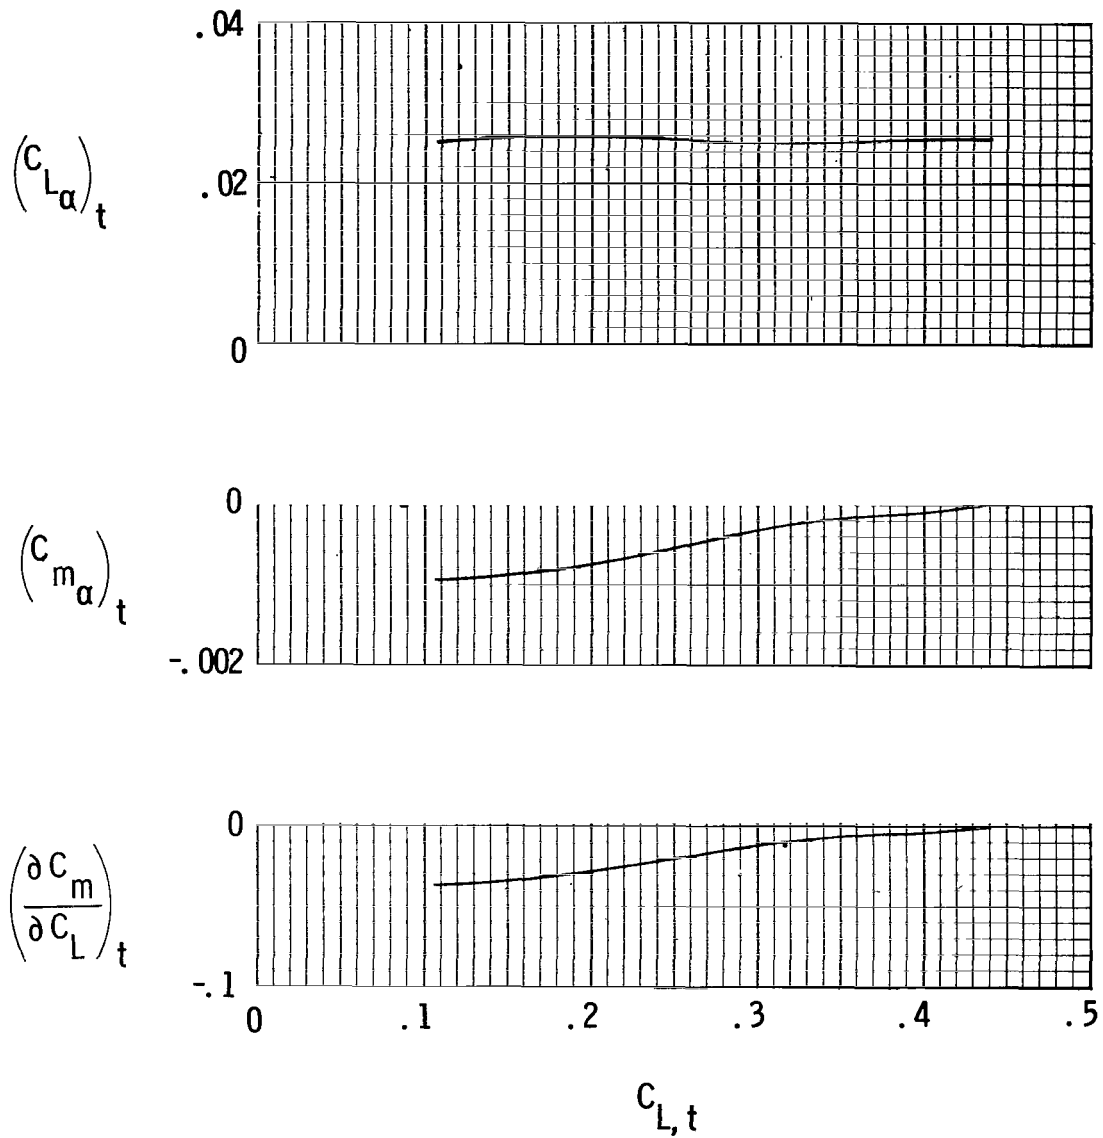 .04
(C_Lα)_t
.02
0
0
(C_mα)_t
-.002
0
(∂C_m/∂C_L)_t
-.1
0 .1 .2 .3 .4 .5
C_L,t